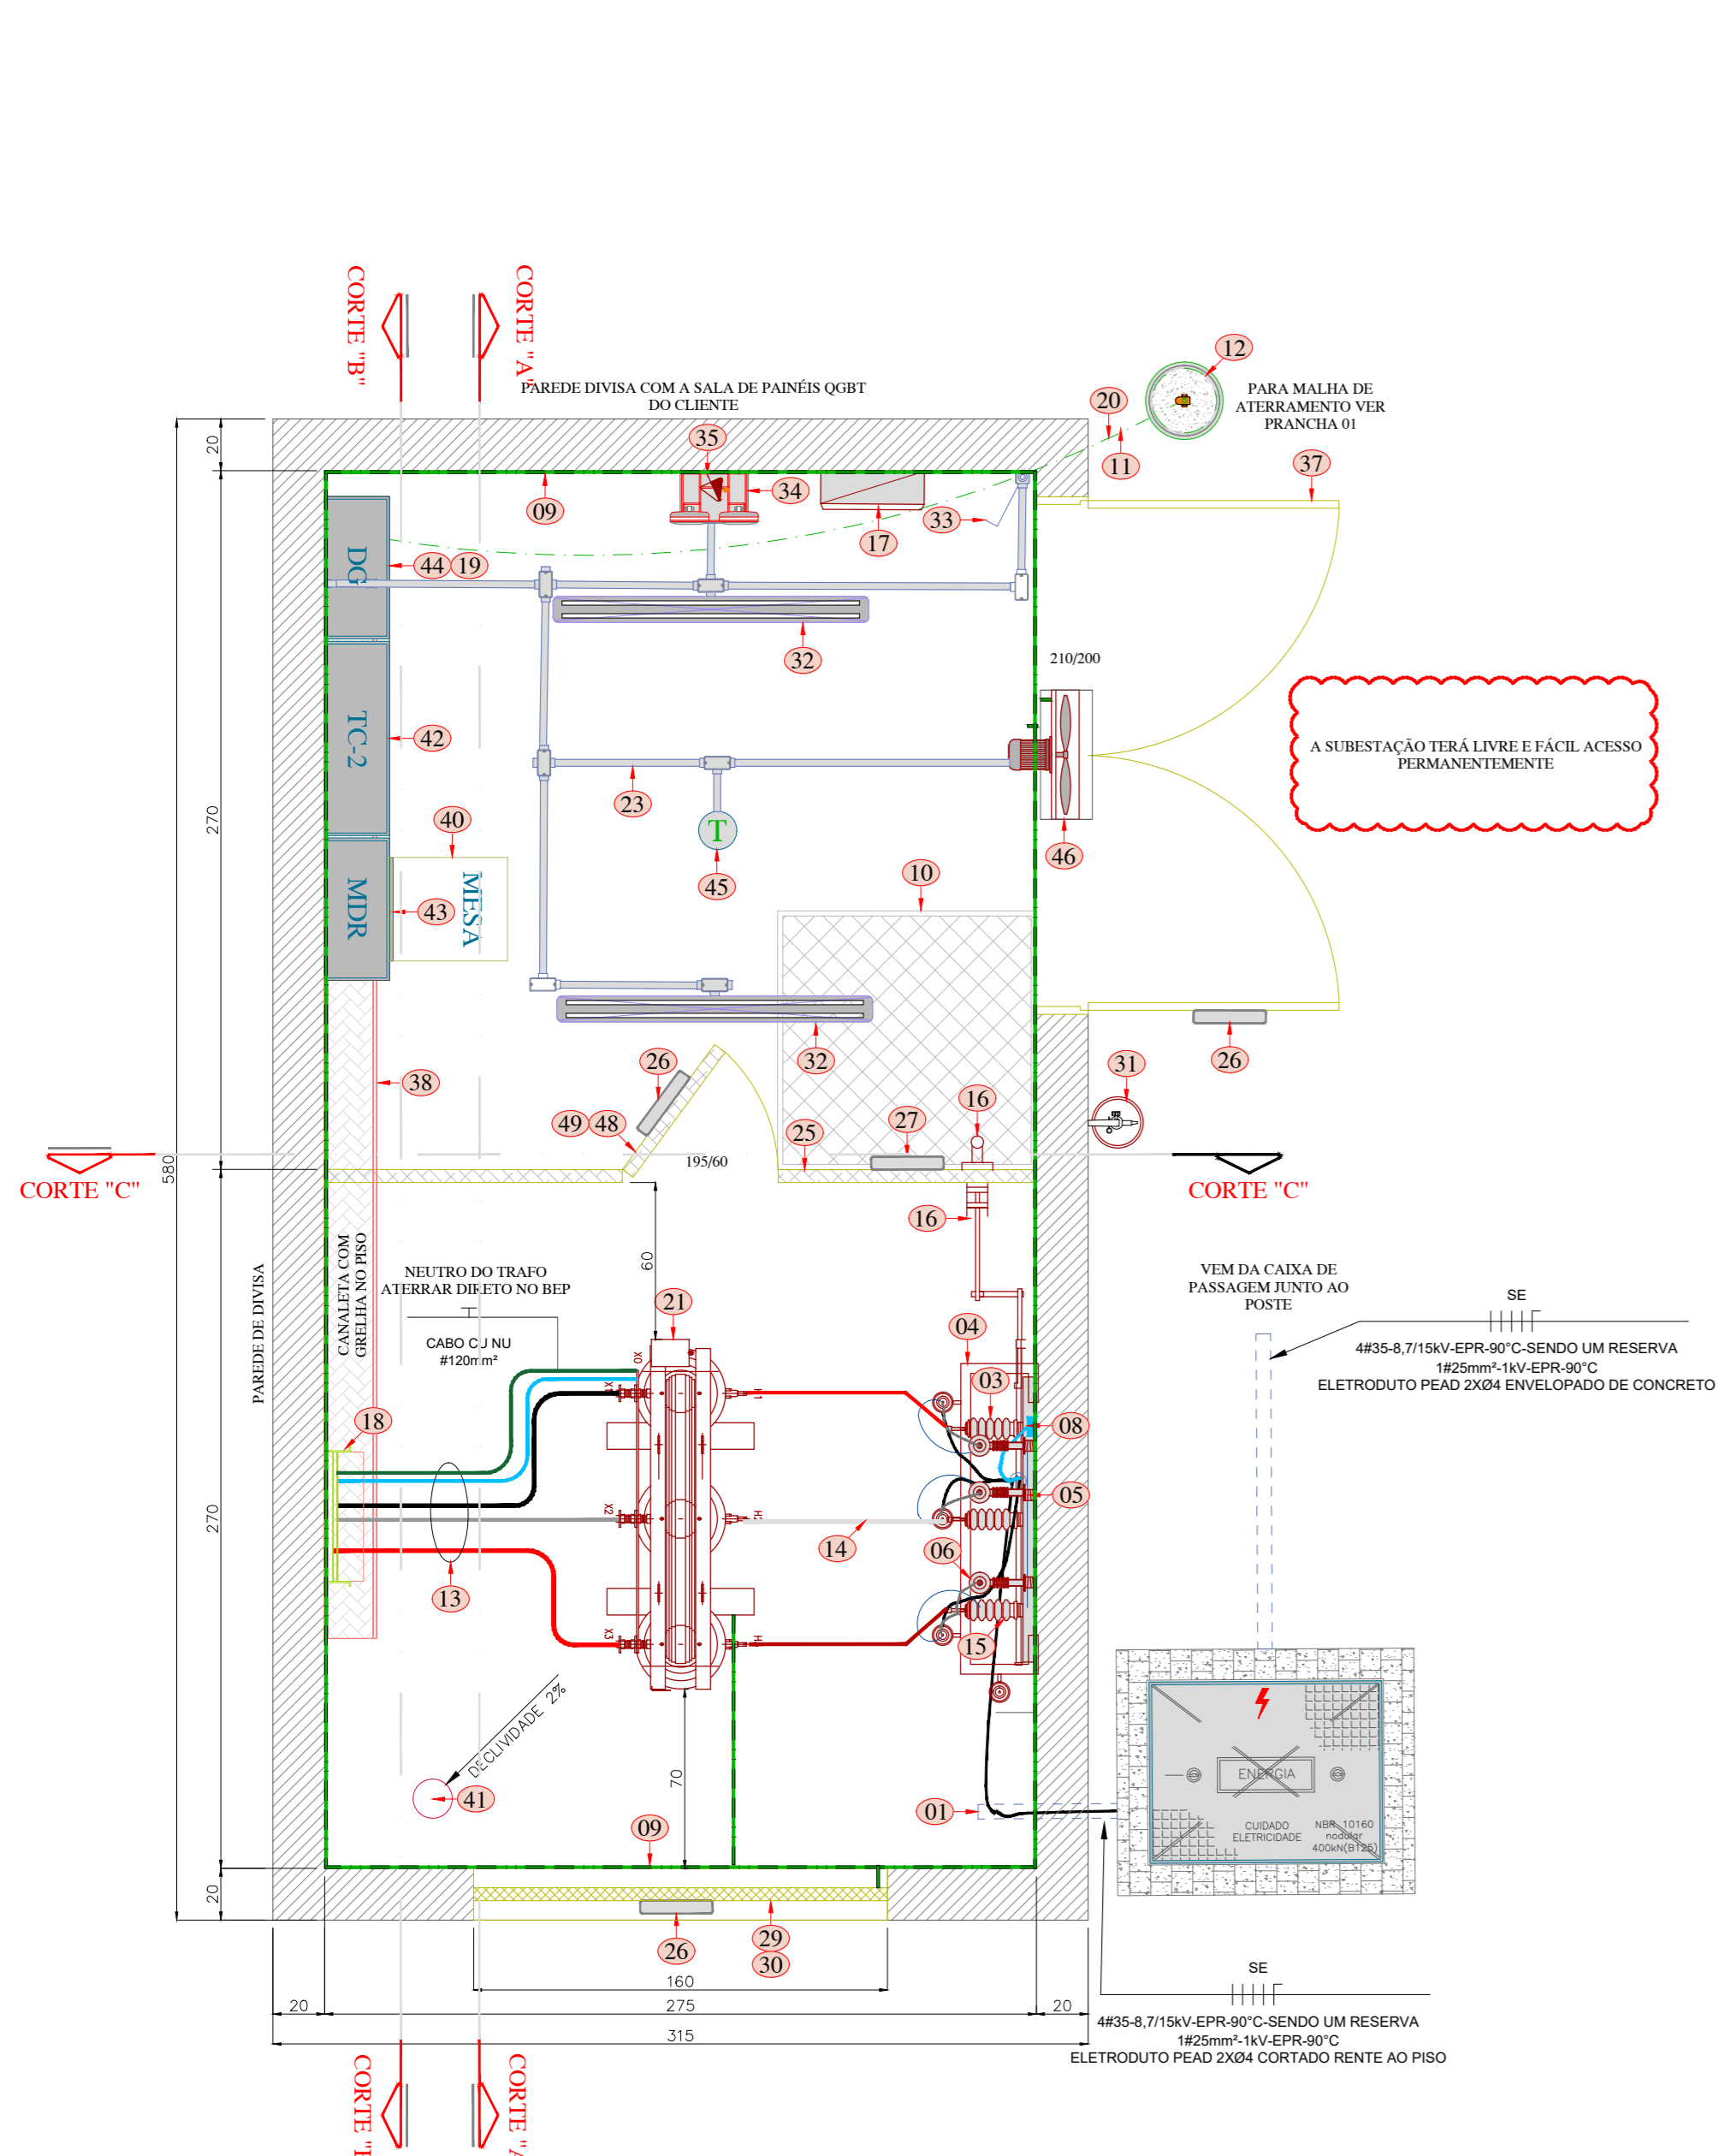 CORTE "B"
CORTE "A"
PAREDE DIVISA COM A SALA DE PAINÉIS QGBT
DO CLIENTE
12
PARA MALHA DE
ATERRAMENTO VER
PRANCHA 01
20
11
37
20
35
34
09
17
33
DG
44
19
32
210/200
TC-2
42
A SUBESTAÇÃO TERÁ LIVRE E FÁCIL ACESSO
PERMANENTEMENTE
270
23
T
45
46
40
10
MDR
43
MESA
32
26
26
38
31
49
48
25
27
16
195/60
CORTE "C"
CORTE "C"
580
16
60
PAREDE DE DIVISA
CANALETA COM
GRELHA NO PISO
NEUTRO DO TRAFO
ATERRAR DIRETO NO BEP
CABO CU NU
#120mm²
21
04
VEM DA CAIXA DE
PASSAGEM JUNTO AO
POSTE
SE
4#35-8,7/15kV-EPR-90°C-SENDO UM RESERVA
1#25mm²-1kV-EPR-90°C
ELETRODUTO PEAD 2XØ4 ENVELOPADO DE CONCRETO
X0
X1
H1
03
08
18
05
X2
H2
14
06
270
13
X3
15
DECLIVIDADE 2%
41
70
01
ENERGIA
CUIDADO
ELETRICIDADE
NBR 10160
nodular
400kN(B125)
09
20
26
29
30
160
20
275
20
315
SE
4#35-8,7/15kV-EPR-90°C-SENDO UM RESERVA
1#25mm²-1kV-EPR-90°C
ELETRODUTO PEAD 2XØ4 CORTADO RENTE AO PISO
CORTE
CORTE